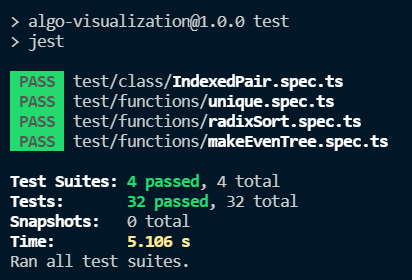 > algo-visualization@1.0.0 test
> jest
PASS test/class/IndexedPair.spec.ts
PASS test/functions/unique.spec.ts
PASS test/functions/radixSort.spec.ts
PASS test/functions/makeEvenTree.spec.ts
Test Suites: 4 passed, 4 total
Tests: 32 passed, 32 total
Snapshots: 0 total
Time: 5.106 s
Ran all test suites.